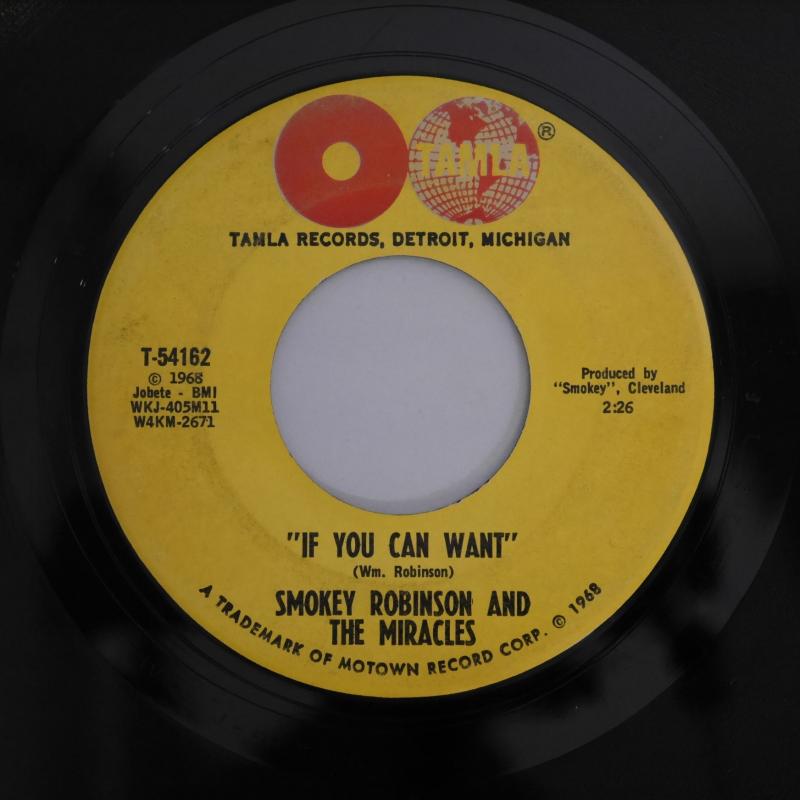 TAMLA ®
TAMLA RECORDS, DETROIT, MICHIGAN
T-54162
© 1968
Jobete - BMI
WKJ-405M11
W4KM-2671
Produced by
"Smokey", Cleveland
2:26
"IF YOU CAN WANT"
(Wm. Robinson)
SMOKEY ROBINSON AND
THE MIRACLES
A TRADEMARK OF MOTOWN RECORD CORP. © 1968